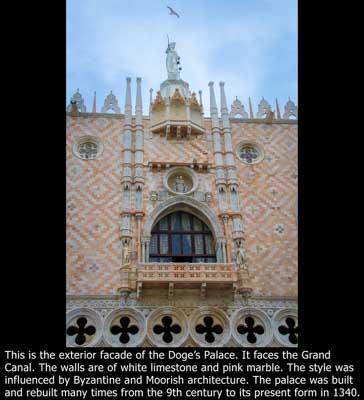 This is the exterior facade of the Doge's Palace. It faces the Grand
Canal. The walls are of white limestone and pink marble. The style was
influenced by Byzantine and Moorish architecture. The palace was built
and rebuilt many times from the 9th century to its present form in 1340.